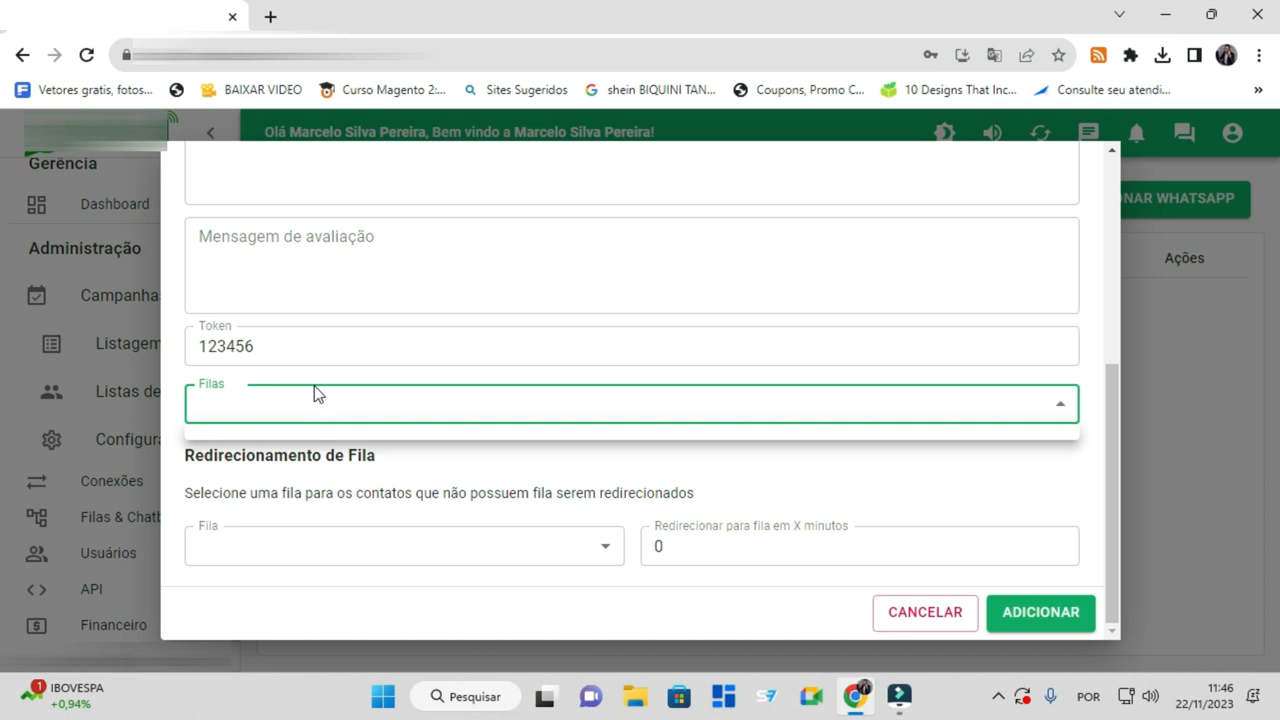 Vetores gratis, fotos...
BAIXAR VIDEO
Curso Magento 2:...
Sites Sugeridos
shein BIQUINI TAN...
Coupons, Promo C...
10 Designs That Inc...
Consulte seu atendi...
»
Olá Marcelo Silva Pereira, Bem vindo a Marcelo Silva Pereira!
Gerência
Dashboard
Administração
Campanha
Listagem
Listas de
Configura
Conexões
Filas & Chatb
Usuários
API
Financeiro
ONAR WHATSAPP
Ações
Mensagem de avaliação
Token
123456
Filas
Redirecionamento de Fila
Selecione uma fila para os contatos que não possuem fila serem redirecionados
Fila
Redirecionar para fila em X minutos
0
CANCELAR
ADICIONAR
1
IBOVESPA
+0,94%
Pesquisar
POR
11:46
22/11/2023